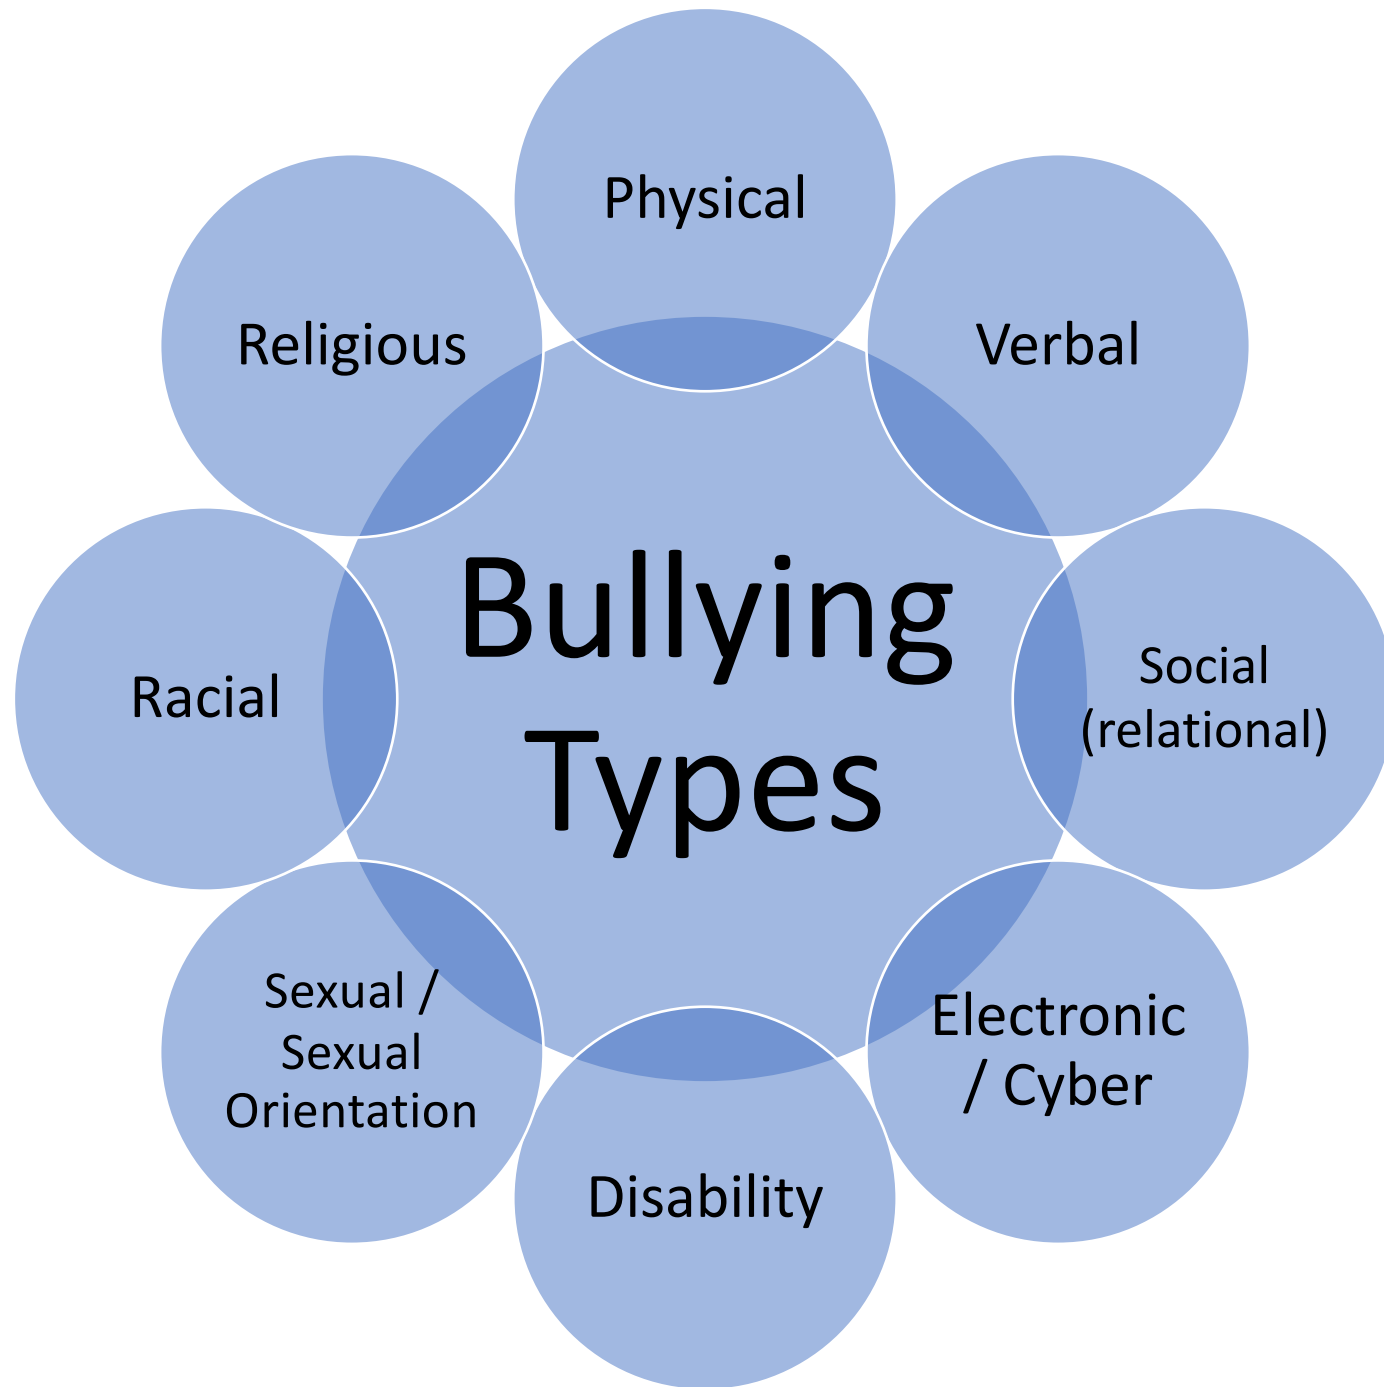 Physical
Religious
Verbal
Bullying
Types
Social
(relational)
Racial
Sexual /
Sexual
Orientation
Electronic
/ Cyber
Disability